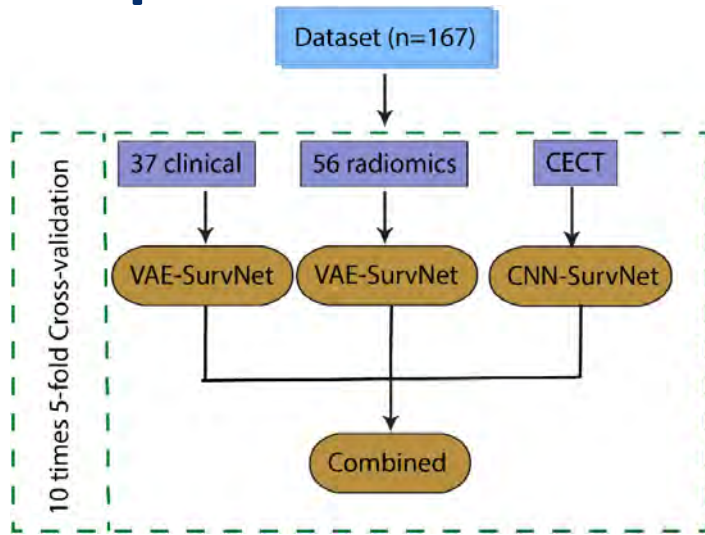 Dataset (n=167)
37 clinical
56 radiomics
CECT
VAE-SurvNet
VAE-SurvNet
CNN-SurvNet
Combined
10 times 5-fold Cross-validation